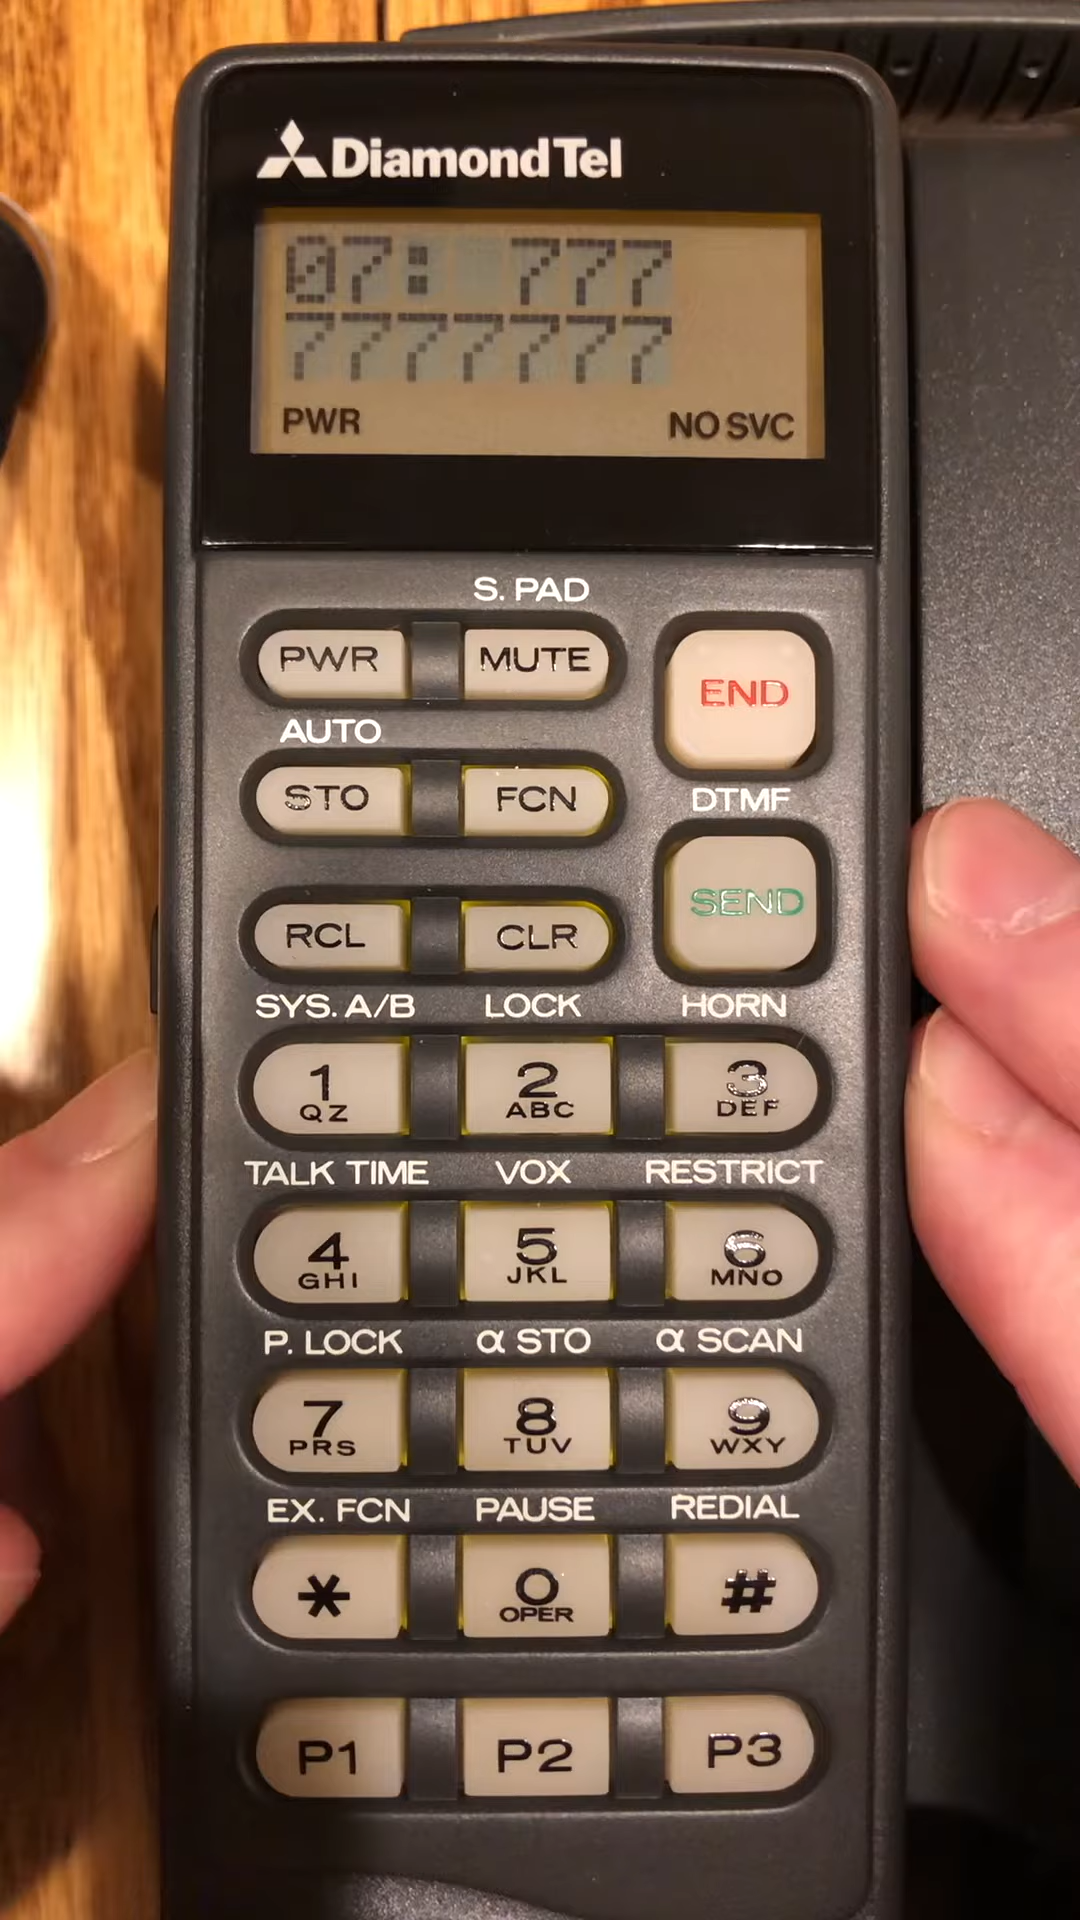 DiamondTel
07: 777
7777777
PWR NO SVC
S. PAD
PWR MUTE END
AUTO
STO FCN DTMF
SEND
RCL CLR
SYS. A/B LOCK HORN
1 2 3
QZ ABC DEF
TALK TIME VOX RESTRICT
4 5 6
GHI JKL MNO
P. LOCK α STO α SCAN
7 8 9
PRS TUV WXY
EX. FCN PAUSE REDIAL
* 0 #
OPER
P1 P2 P3